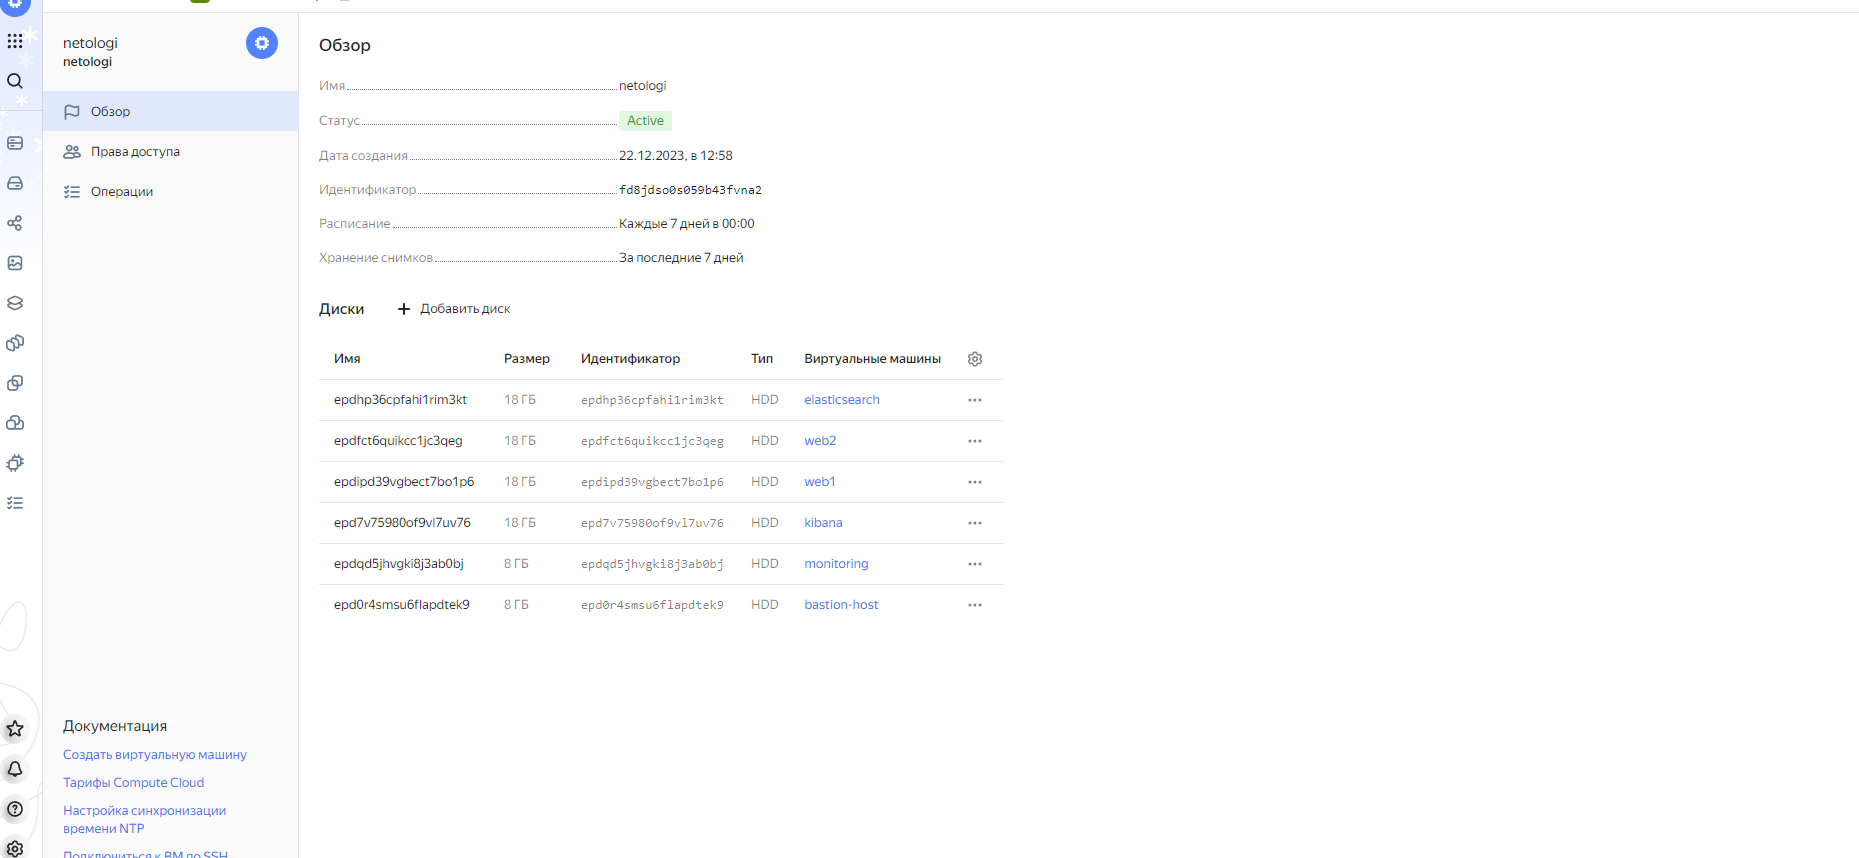 netologi
netologi
Обзор
Права доступа
Операции
Документация
Создать виртуальную машину
Тарифы Compute Cloud
Настройка синхронизации
времени NTP
Подключиться к ВМ по SSH
Обзор
Имя netologi
Статус Active
Дата создания 22.12.2023, в 12:58
Идентификатор fd8jdso0s059b43fvna2
Расписание Каждые 7 дней в 00:00
Хранение снимков За последние 7 дней
Диски + Добавить диск
Имя Размер Идентификатор Тип Виртуальные машины
epdhp36cpfahi1rim3kt 18 ГБ epdhp36cpfahi1rim3kt HDD elasticsearch
epdfct6quikcc1jc3qeg 18 ГБ epdfct6quikcc1jc3qeg HDD web2
epdipd39vgbect7bo1p6 18 ГБ epdipd39vgbect7bo1p6 HDD web1
epd7v75980of9vl7uv76 18 ГБ epd7v75980of9vl7uv76 HDD kibana
epdqd5jhvgki8j3ab0bj 8 ГБ epdqd5jhvgki8j3ab0bj HDD monitoring
epd0r4smsu6flapdtek9 8 ГБ epd0r4smsu6flapdtek9 HDD bastion-host